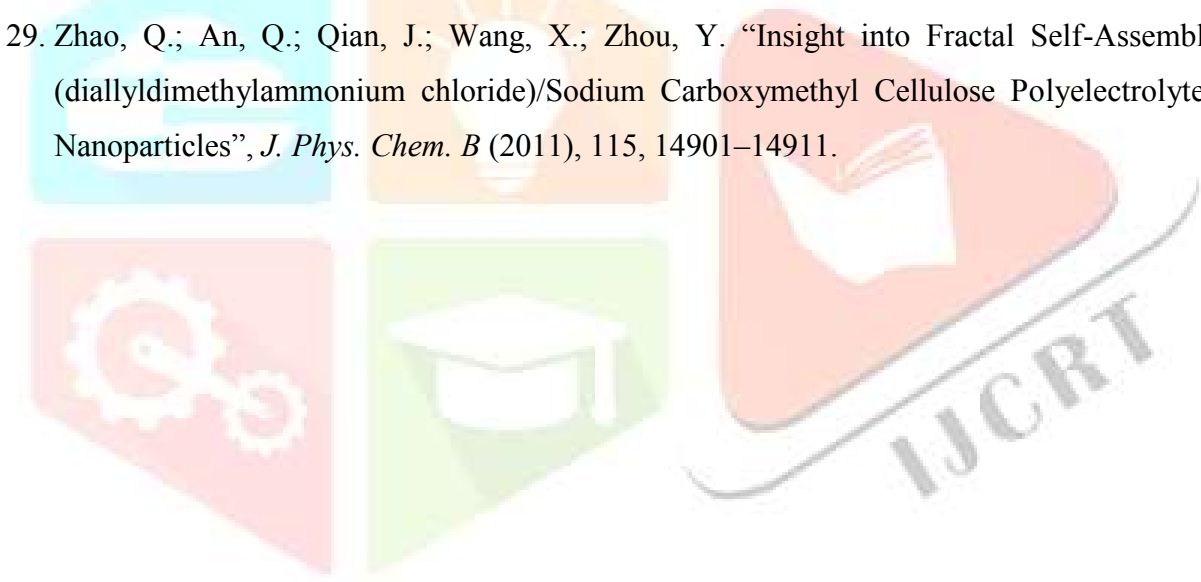 29. Zhao, Q.; An, Q.; Qian, J.; Wang, X.; Zhou, Y. “Insight into Fractal Self-Assembl
(diallyldimethylammonium chloride)/Sodium Carboxymethyl Cellulose Polyelectrolyte
Nanoparticles”, J. Phys. Chem. B (2011), 115, 14901–14911.
IJCRT